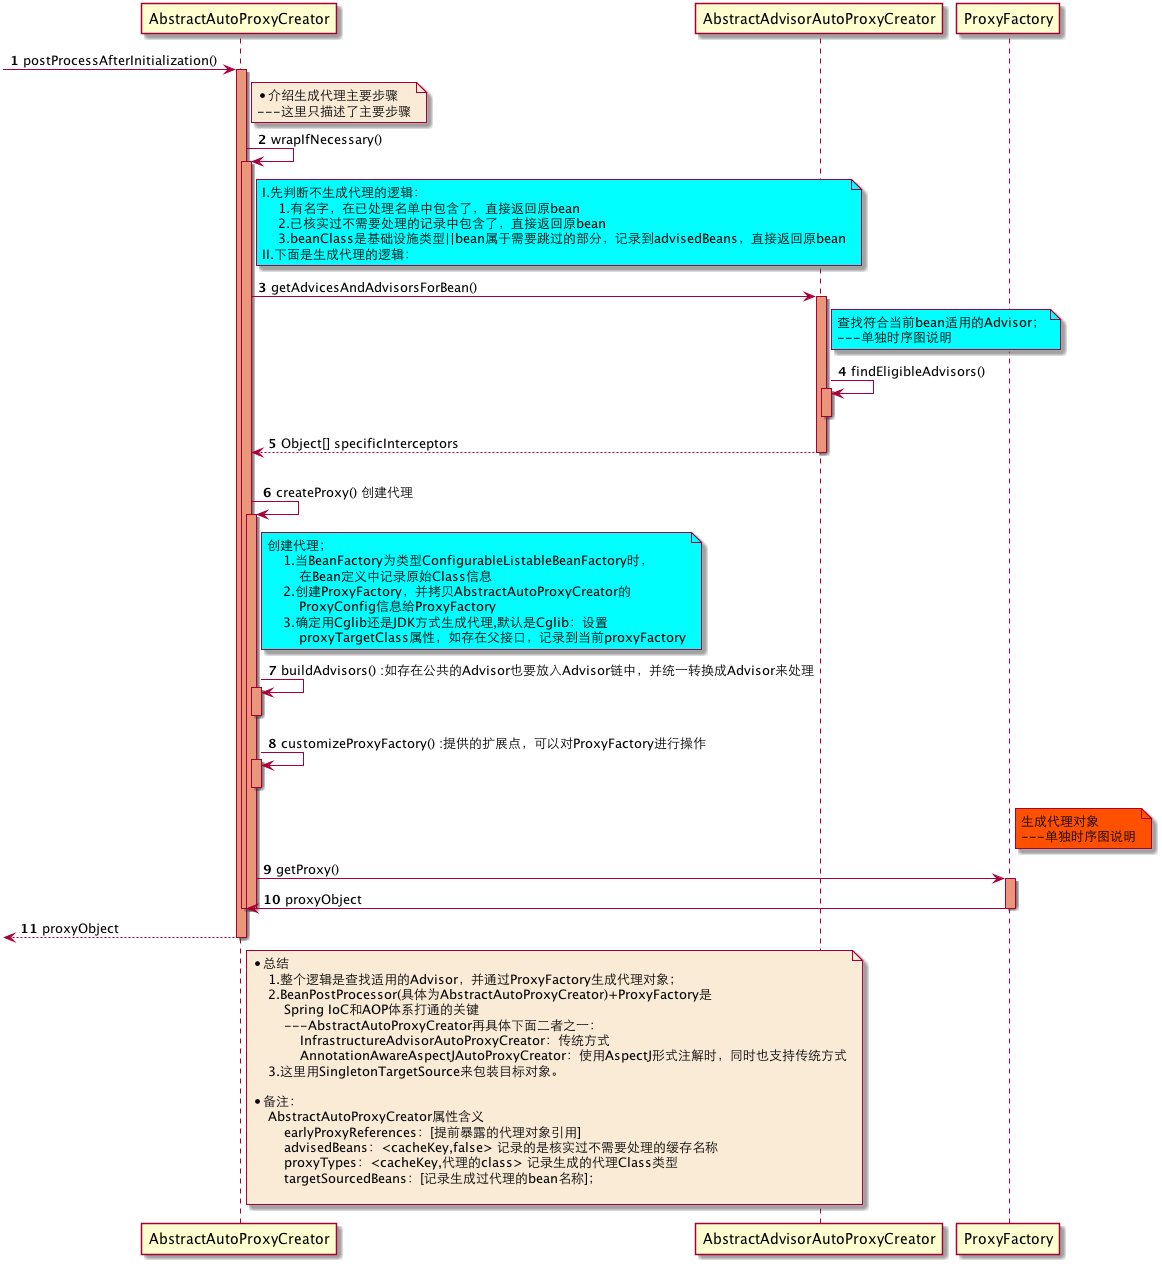 AbstractAutoProxyCreator
AbstractAdvisorAutoProxyCreator
ProxyFactory
1 postProcessAfterInitialization()
• 介绍生成代理主要步骤
---这里只描述了主要步骤
2 wrapIfNecessary()
I.先判断不生成代理的逻辑：
1.有名字，在已处理名单中包含了，直接返回原bean
2.已核实过不需要处理的记录中包含了，直接返回原bean
3.beanClass是基础设施类型||bean属于需要跳过的部分，记录到advisedBeans，直接返回原bean
II.下面是生成代理的逻辑：
3 getAdvicesAndAdvisorsForBean()
查找符合当前bean适用的Advisor；
---单独时序图说明
4 findEligibleAdvisors()
5 Object[] specificInterceptors
6 createProxy() 创建代理
创建代理；
1.当BeanFactory为类型ConfigurableListableBeanFactory时，
在Bean定义中记录原始Class信息
2.创建ProxyFactory，并拷贝AbstractAutoProxyCreator的
ProxyConfig信息给ProxyFactory
3.确定用Cglib还是JDK方式生成代理,默认是Cglib：设置
proxyTargetClass属性，如存在父接口，记录到当前proxyFactory
7 buildAdvisors() :如存在公共的Advisor也要放入Advisor链中，并统一转换成Advisor来处理
8 customizeProxyFactory() :提供的扩展点，可以对ProxyFactory进行操作
生成代理对象
---单独时序图说明
9 getProxy()
10 proxyObject
11 proxyObject
• 总结
1.整个逻辑是查找适用的Advisor，并通过ProxyFactory生成代理对象；
2.BeanPostProcessor(具体为AbstractAutoProxyCreator)+ProxyFactory是
Spring IoC和AOP体系打通的关键
---AbstractAutoProxyCreator再具体下面二者之一：
InfrastructureAdvisorAutoProxyCreator：传统方式
AnnotationAwareAspectJAutoProxyCreator：使用AspectJ形式注解时，同时也支持传统方式
3.这里用SingletonTargetSource来包装目标对象。
• 备注：
AbstractAutoProxyCreator属性含义
earlyProxyReferences：[提前暴露的代理对象引用]
advisedBeans：<cacheKey,false> 记录的是核实过不需要处理的缓存名称
proxyTypes：<cacheKey,代理的class> 记录生成的代理Class类型
targetSourcedBeans：[记录生成过代理的bean名称]；
AbstractAutoProxyCreator
AbstractAdvisorAutoProxyCreator
ProxyFactory